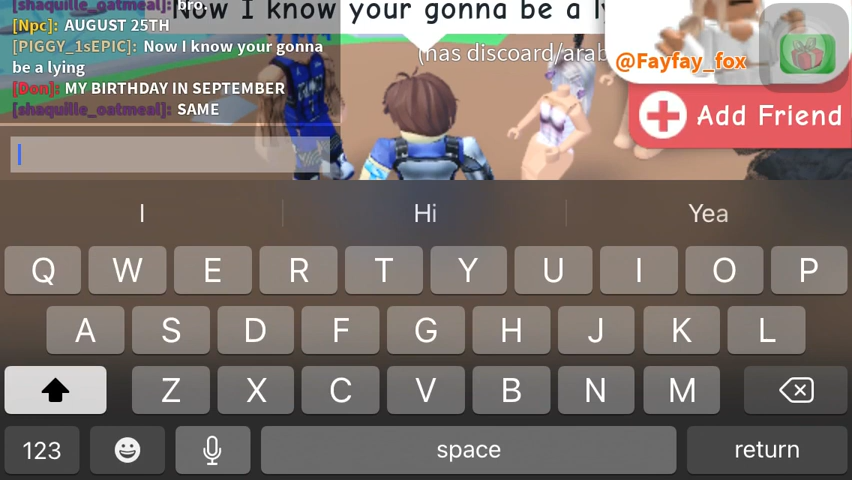 [shaquille_oatmeal]: bro.
Now I know your gonna be a ly
[Npc]: AUGUST 25TH
[PIGGY_1sEPIC]: Now I know your gonna
be a lying
[Don]: MY BIRTHDAY IN SEPTEMBER
[shaquille_oatmeal]: SAME
(has discoard/arab
@Fayfay_fox
Add Friend
I Hi Yea
Q W E R T Y U I O P
A S D F G H J K L
Z X C V B N M
123 space return